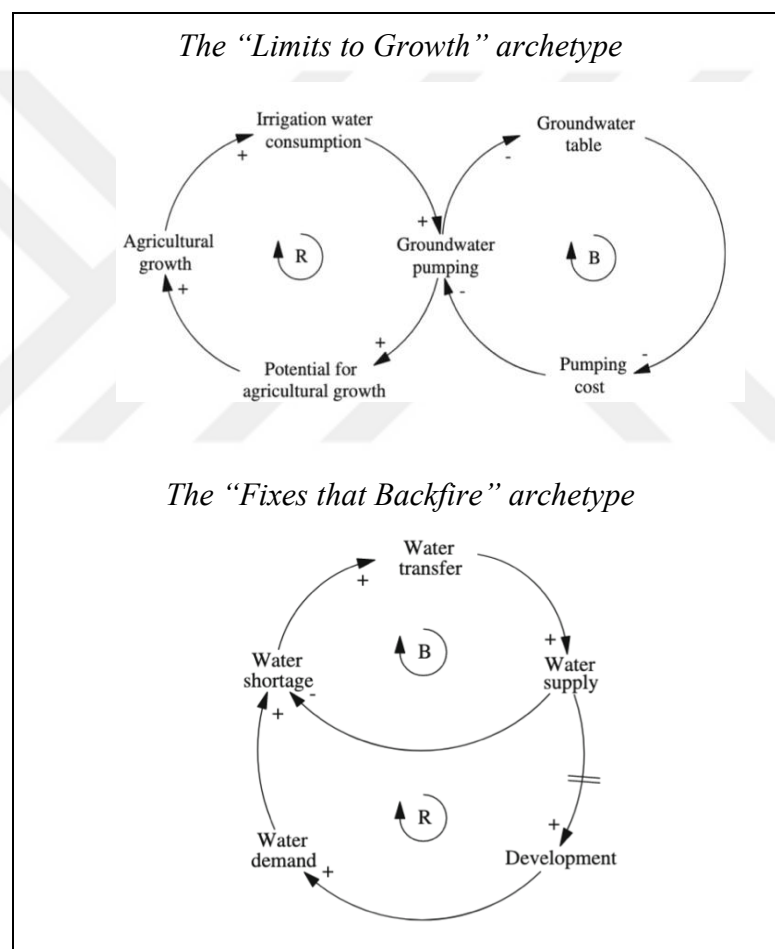 The “Limits to Growth” archetype
Irrigation water
consumption
Groundwater
table
+
-
+
Agricultural
growth
R
Groundwater
pumping
B
+
-
+
-
Potential for
agricultural growth
Pumping
cost
The “Fixes that Backfire” archetype
Water
transfer
+
B
+
Water
shortage
Water
supply
-
+
R
+
Water
demand
+
Development